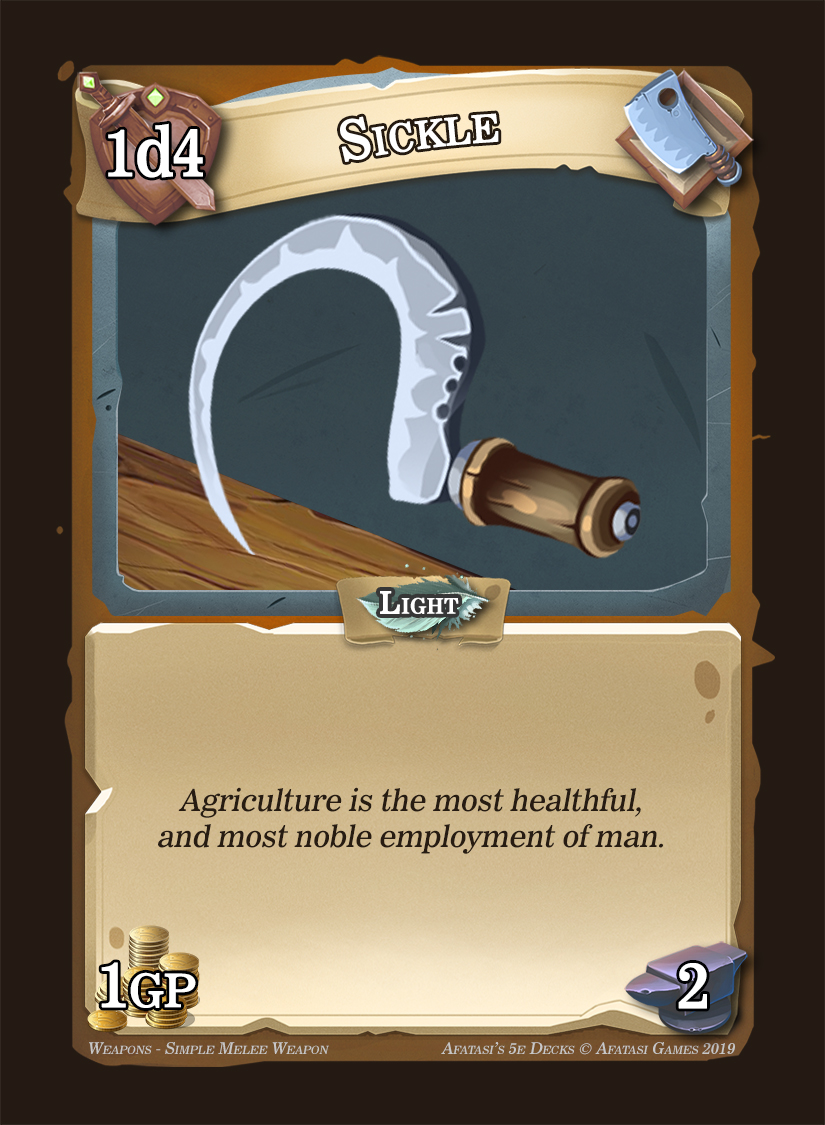 1d4
Sickle
Light
Agriculture is the most healthful,
and most noble employment of man.
1GP
2
Weapons - Simple Melee Weapon
Afatasi's 5e Decks © Afatasi Games 2019